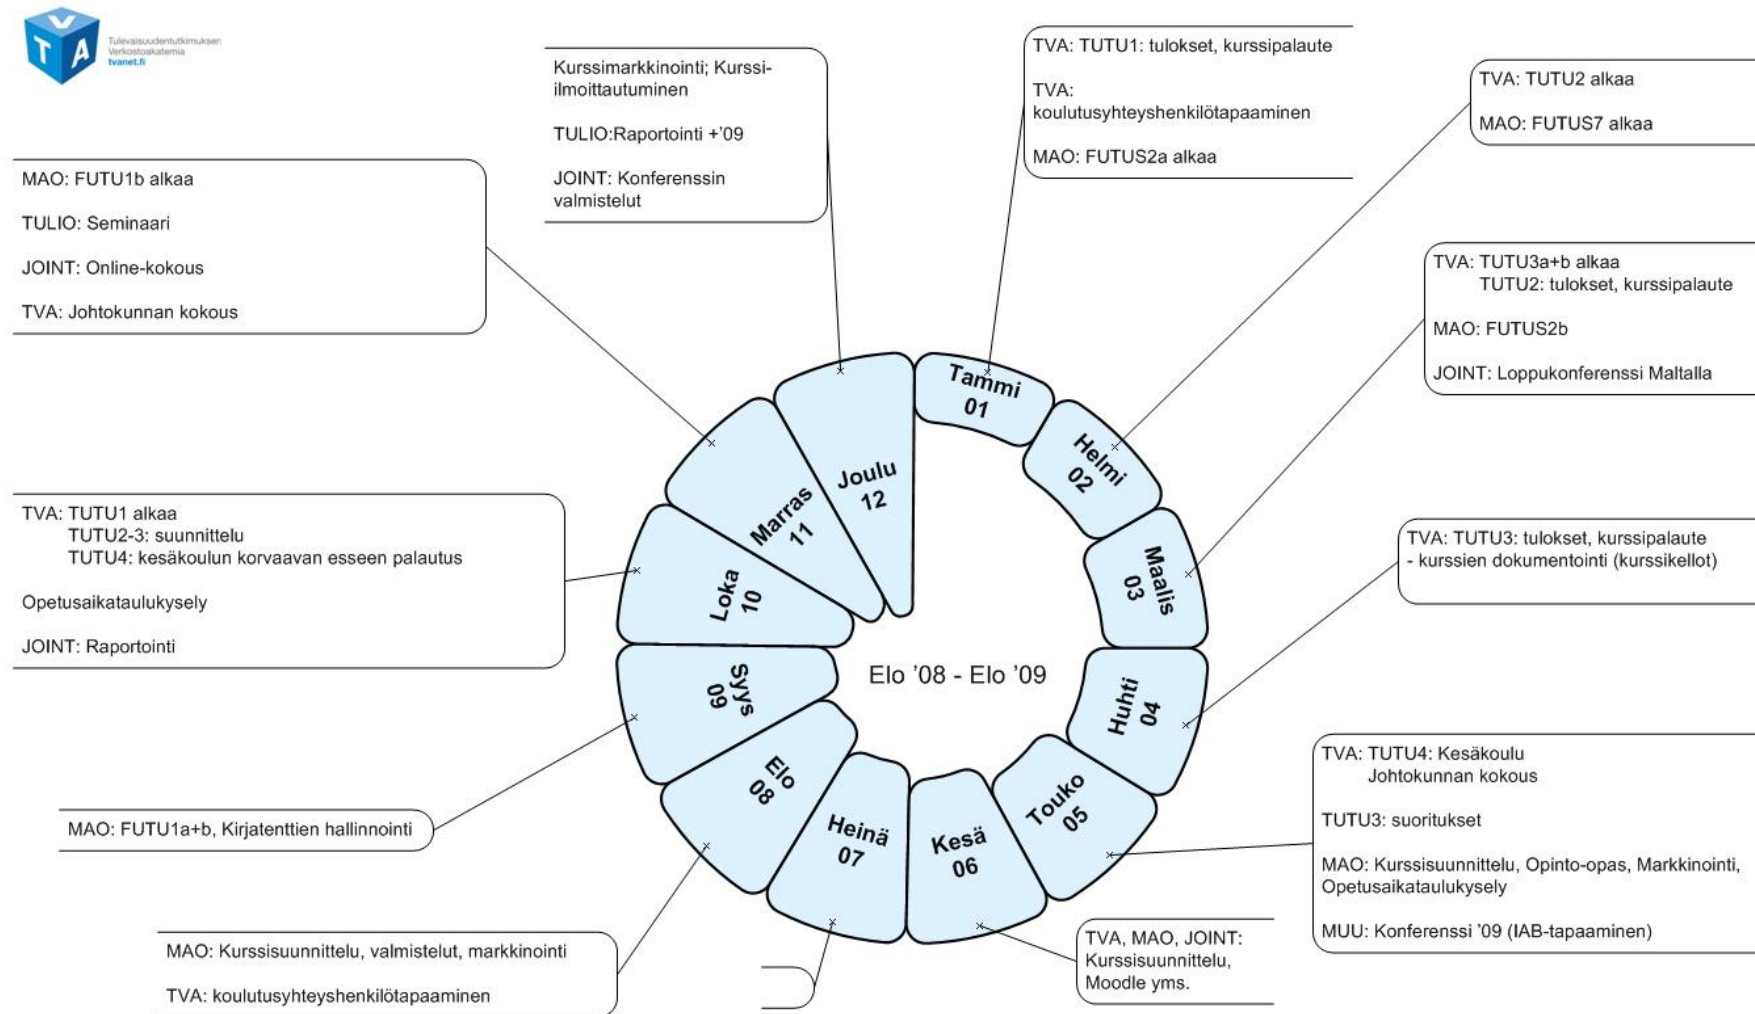 TVA
Tulevaisuudentutkimuksen
Verkostoakatemia
tvanet.fi
Kurssimarkkinointi; Kurssi-
ilmoittautuminen
TULIO:Raportointi +'09
JOINT: Konferenssin
valmistelut
TVA: TUTU1: tulokset, kurssipalaute
TVA:
koulutusyhteyshenkilötapaaminen
MAO: FUTUS2a alkaa
TVA: TUTU2 alkaa
MAO: FUTUS7 alkaa
MAO: FUTU1b alkaa
TULIO: Seminaari
JOINT: Online-kokous
TVA: Johtokunnan kokous
TVA: TUTU3a+b alkaa
TUTU2: tulokset, kurssipalaute
MAO: FUTUS2b
JOINT: Loppukonferenssi Maltalla
TVA: TUTU1 alkaa
TUTU2-3: suunnittelu
TUTU4: kesäkoulun korvaavan esseen palautus
Opetusaikataulukysely
JOINT: Raportointi
TVA: TUTU3: tulokset, kurssipalaute
- kurssien dokumentointi (kurssikellot)
Tammi
01
Helmi
02
Maalis
03
Huhti
04
Touko
05
Kesä
06
Heinä
07
Elo
08
Syys
09
Loka
10
Marras
11
Joulu
12
Elo '08 - Elo '09
MAO: FUTU1a+b, Kirjatenttien hallinnointi
TVA: TUTU4: Kesäkoulu
Johtokunnan kokous
TUTU3: suoritukset
MAO: Kurssisuunnittelu, Opinto-opas, Markkinointi,
Opetusaikataulukysely
MUU: Konferenssi '09 (IAB-tapaaminen)
MAO: Kurssisuunnittelu, valmistelut, markkinointi
TVA: koulutusyhteyshenkilötapaaminen
TVA, MAO, JOINT:
Kurssisuunnittelu,
Moodle yms.